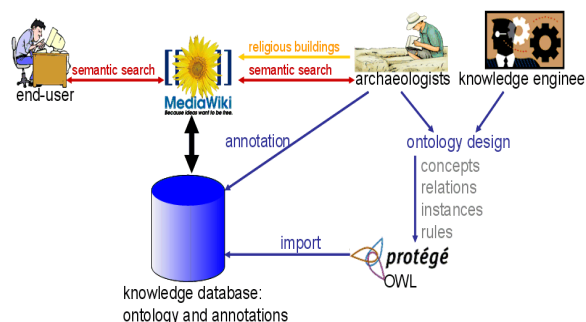 religious buildings
semantic search
semantic search
end-user
MediaWiki
Because ideas want to be free.
archaeologists
knowledge enginee
annotation
ontology design
concepts
relations
instances
rules
import
protégé
OWL
knowledge database:
ontology and annotations